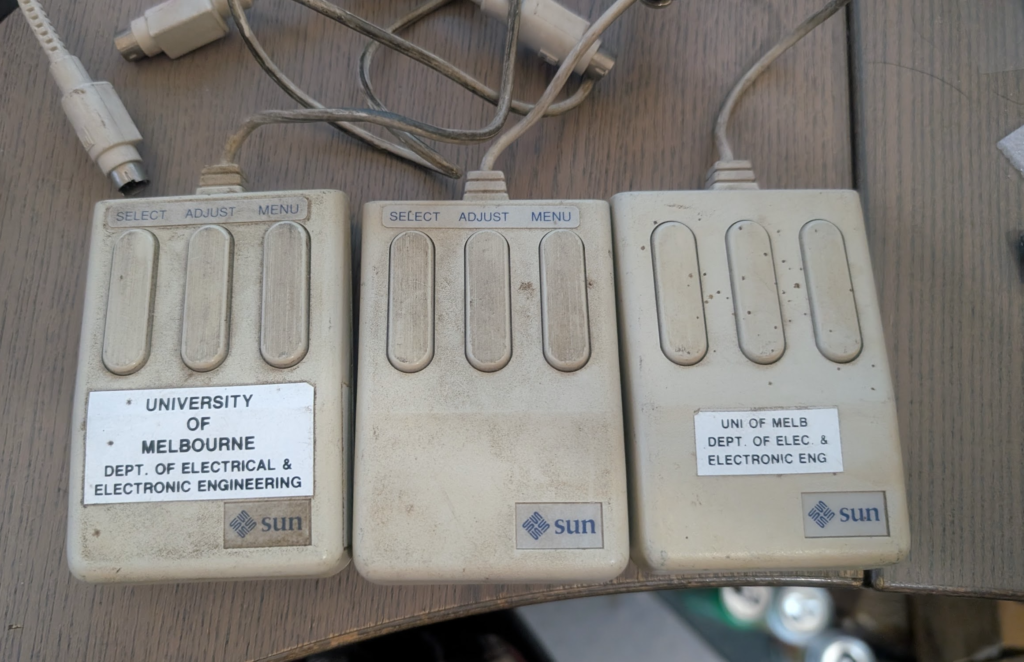 SELECT ADJUST MENU
UNIVERSITY
OF
MELBOURNE
DEPT. OF ELECTRICAL &
ELECTRONIC ENGINEERING
sun
SELECT ADJUST MENU
sun
UNI OF MELB
DEPT. OF ELEC. &
ELECTRONIC ENG
sun